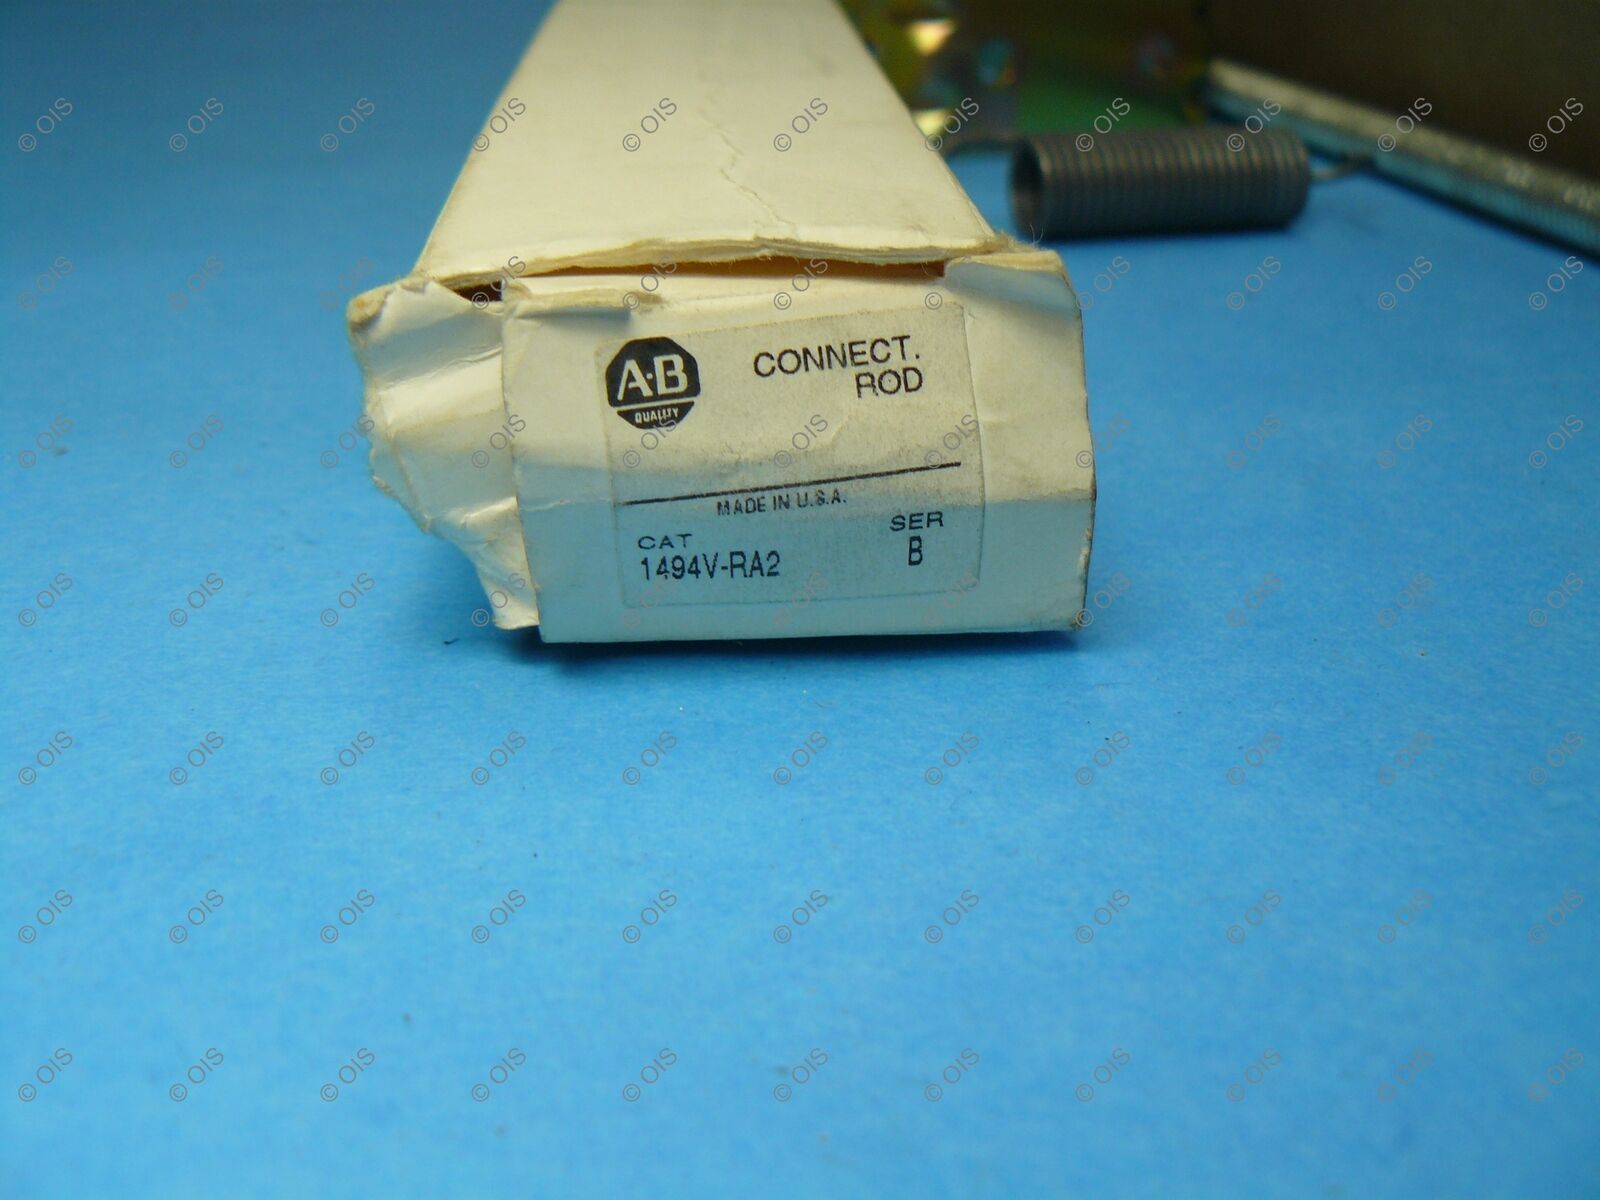 A·B
QUALITY
CONNECT.
ROD
MADE IN U.S.A.
CAT
1494V-RA2
SER
B
© OIS